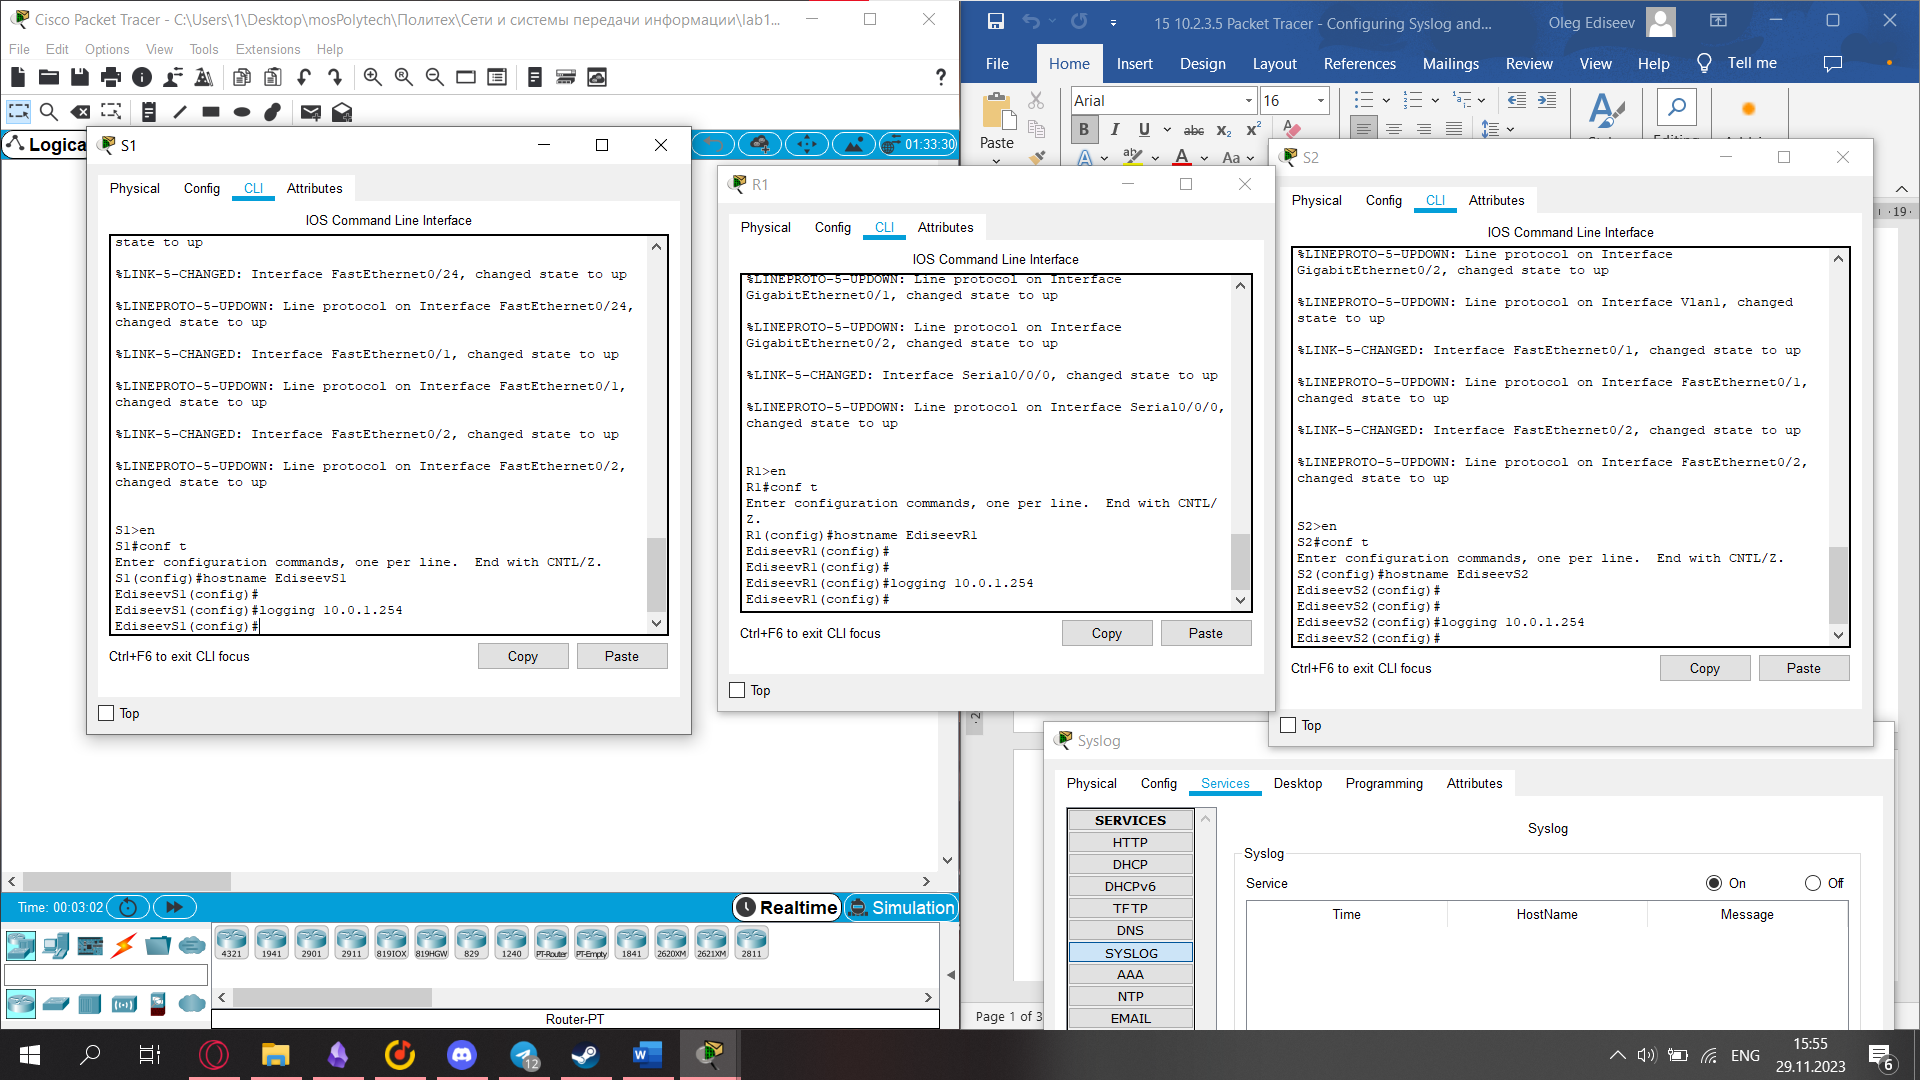 Cisco Packet Tracer - C:\Users\1\Desktop\mosPolytech\Политех\Сети и системы передачи информации\lab1...
File Edit Options View Tools Extensions Help
?
Logica
01:33:30
S1
Physical Config CLI Attributes
IOS Command Line Interface
state to up
%LINK-5-CHANGED: Interface FastEthernet0/24, changed state to up
%LINEPROTO-5-UPDOWN: Line protocol on Interface FastEthernet0/24,
changed state to up
%LINK-5-CHANGED: Interface FastEthernet0/1, changed state to up
%LINEPROTO-5-UPDOWN: Line protocol on Interface FastEthernet0/1,
changed state to up
%LINK-5-CHANGED: Interface FastEthernet0/2, changed state to up
%LINEPROTO-5-UPDOWN: Line protocol on Interface FastEthernet0/2,
changed state to up
S1>en
S1#conf t
Enter configuration commands, one per line.  End with CNTL/Z.
S1(config)#hostname EdiseevS1
EdiseevS1(config)#
EdiseevS1(config)#logging 10.0.1.254
EdiseevS1(config)#
Ctrl+F6 to exit CLI focus
Copy Paste
Top
R1
Physical Config CLI Attributes
IOS Command Line Interface
%LINEPROTO-5-UPDOWN: Line protocol on Interface
GigabitEthernet0/1, changed state to up
%LINEPROTO-5-UPDOWN: Line protocol on Interface
GigabitEthernet0/2, changed state to up
%LINK-5-CHANGED: Interface Serial0/0/0, changed state to up
%LINEPROTO-5-UPDOWN: Line protocol on Interface Serial0/0/0,
changed state to up
R1>en
R1#conf t
Enter configuration commands, one per line.  End with CNTL/
Z.
R1(config)#hostname EdiseevR1
EdiseevR1(config)#
EdiseevR1(config)#
EdiseevR1(config)#logging 10.0.1.254
EdiseevR1(config)#
Ctrl+F6 to exit CLI focus
Copy Paste
Top
15 10.2.3.5 Packet Tracer - Configuring Syslog and...
Oleg Ediseev
File Home Insert Design Layout References Mailings Review View Help Tell me
Paste
Arial 16
B I U abc X2 X2
A ab A Aa
S2
Physical Config CLI Attributes
IOS Command Line Interface
%LINEPROTO-5-UPDOWN: Line protocol on Interface
GigabitEthernet0/2, changed state to up
%LINEPROTO-5-UPDOWN: Line protocol on Interface Vlan1, changed
state to up
%LINK-5-CHANGED: Interface FastEthernet0/1, changed state to up
%LINEPROTO-5-UPDOWN: Line protocol on Interface FastEthernet0/1,
changed state to up
%LINK-5-CHANGED: Interface FastEthernet0/2, changed state to up
%LINEPROTO-5-UPDOWN: Line protocol on Interface FastEthernet0/2,
changed state to up
S2>en
S2#conf t
Enter configuration commands, one per line.  End with CNTL/Z.
S2(config)#hostname EdiseevS2
EdiseevS2(config)#
EdiseevS2(config)#
EdiseevS2(config)#logging 10.0.1.254
EdiseevS2(config)#
Ctrl+F6 to exit CLI focus
Copy Paste
Top
19
Syslog
Physical Config Services Desktop Programming Attributes
SERVICES
HTTP
DHCP
DHCPv6
TFTP
DNS
SYSLOG
AAA
NTP
EMAIL
Syslog
Syslog
Service On Off
Time HostName Message
Page 1 of 3
Time: 00:03:02
Realtime Simulation
4321 1941 2901 2911 819IOX 819HGW 829 1240 PT-Router PT-Empty 1841 2620XM 2621XM 2811
Router-PT
12
ENG
15:55
29.11.2023
6